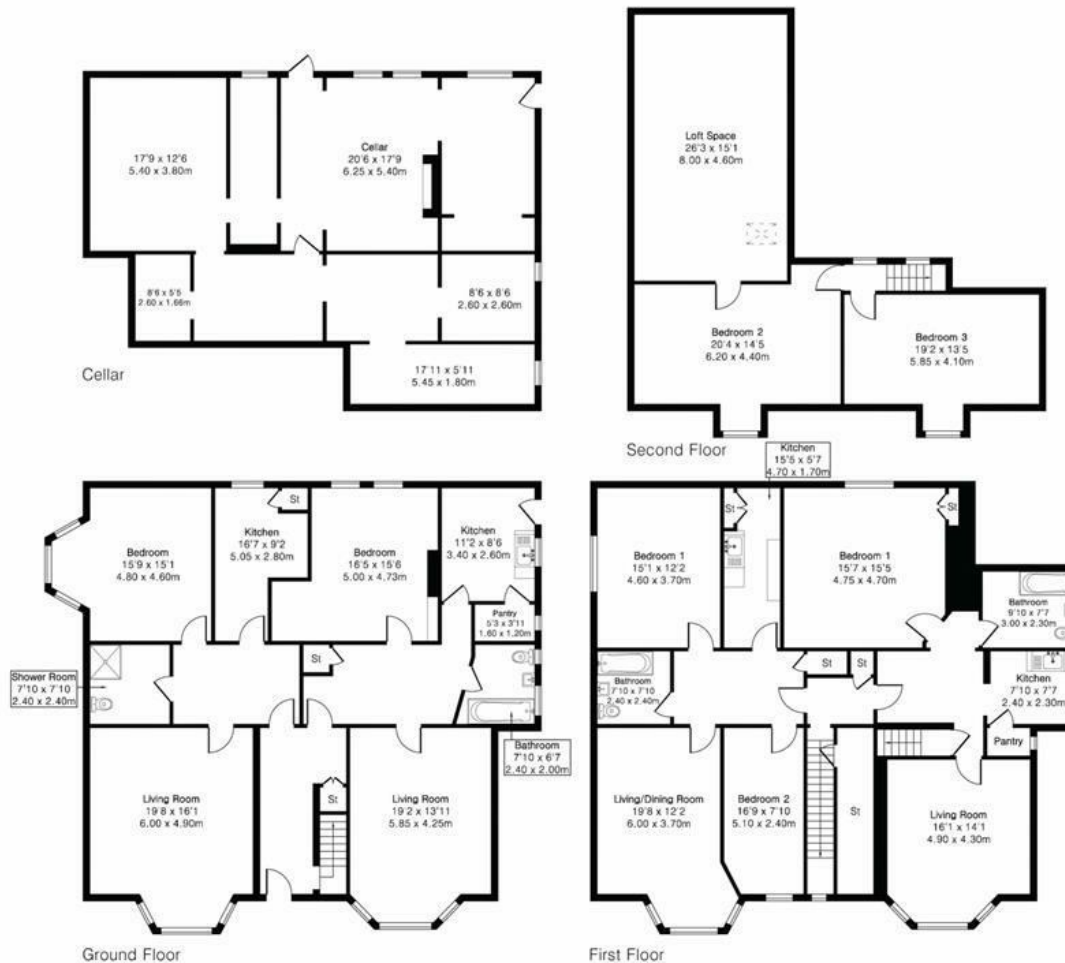 17'9 x 12'6
5.40 x 3.80m
Cellar
20'6 x 17'9
6.25 x 5.40m
8'6 x 5'5
2.60 x 1.66m
8'6 x 8'6
2.60 x 2.60m
17'11 x 5'11
5.45 x 1.80m
Cellar
Loft Space
26'3 x 15'1
8.00 x 4.60m
Bedroom 2
20'4 x 14'5
6.20 x 4.40m
Bedroom 3
19'2 x 13'5
5.85 x 4.10m
Second Floor
Bedroom
15'9 x 15'1
4.80 x 4.60m
Kitchen
16'7 x 9'2
5.05 x 2.80m
St
Bedroom
16'5 x 15'6
5.00 x 4.73m
Kitchen
11'2 x 8'6
3.40 x 2.60m
Pantry
5'3 x 3'11
1.60 x 1.20m
Shower Room
7'10 x 7'10
2.40 x 2.40m
St
Bathroom
7'10 x 6'7
2.40 x 2.00m
Living Room
19'8 x 16'1
6.00 x 4.90m
St
Living Room
19'2 x 13'11
5.85 x 4.25m
Ground Floor
Kitchen
15'5 x 5'7
4.70 x 1.70m
St
Bedroom 1
15'1 x 12'2
4.60 x 3.70m
Bedroom 1
15'7 x 15'5
4.75 x 4.70m
St
Bathroom
9'10 x 7'7
3.00 x 2.30m
Bathroom
7'10 x 7'10
2.40 x 2.40m
St
St
Kitchen
7'10 x 7'7
2.40 x 2.30m
Pantry
Living/Dining Room
19'8 x 12'2
6.00 x 3.70m
Bedroom 2
16'9 x 7'10
5.10 x 2.40m
St
Living Room
16'1 x 14'1
4.90 x 4.30m
First Floor